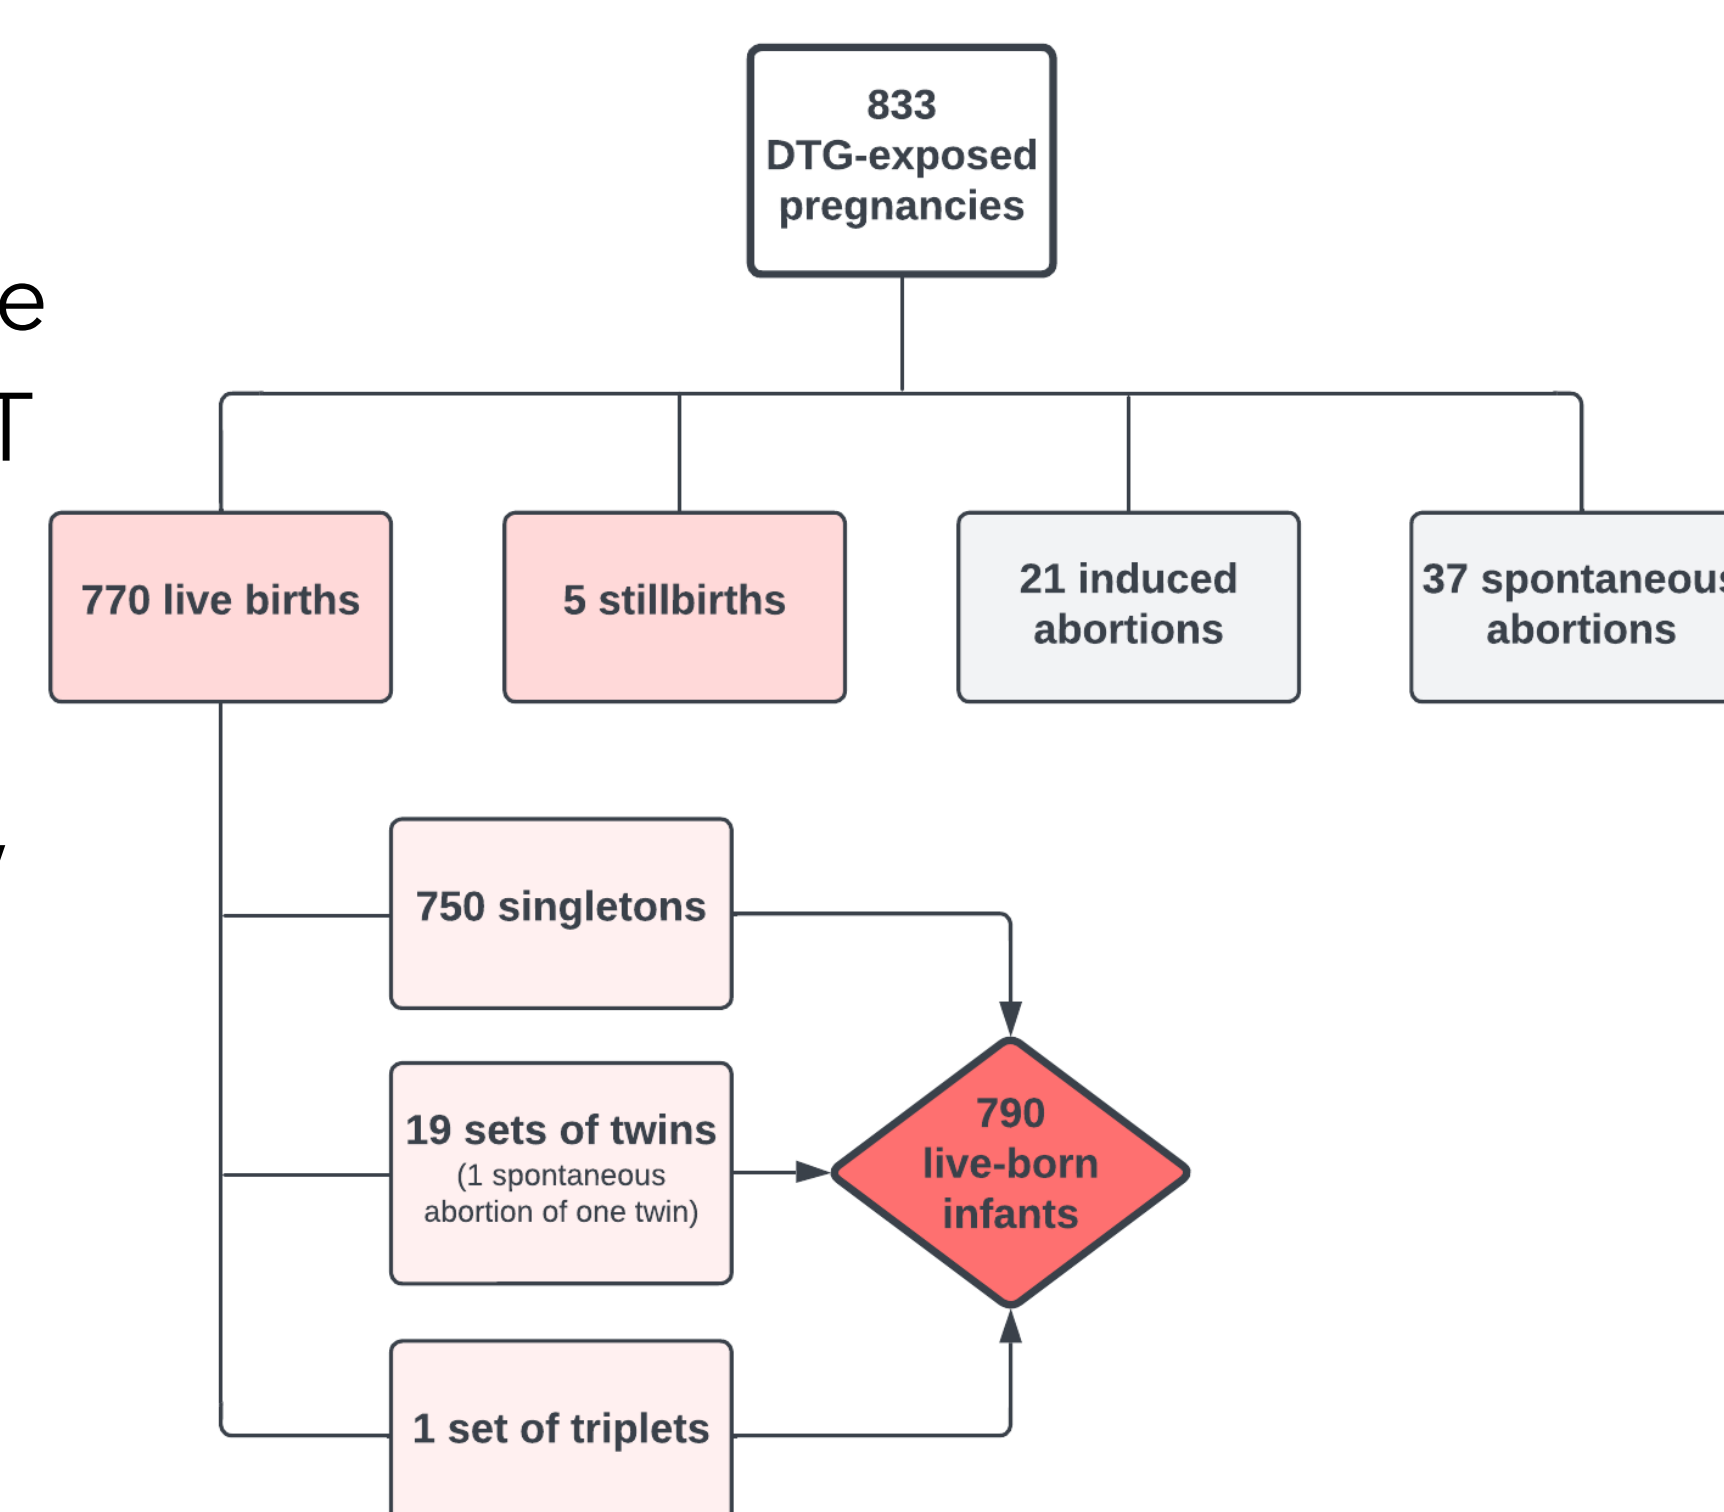 833
DTG-exposed
pregnancies
e
T
770 live births
5 stillbirths
21 induced
abortions
37 spontaneous
abortions
750 singletons
19 sets of twins
(1 spontaneous
abortion of one twin)
790
live-born
infants
1 set of triplets